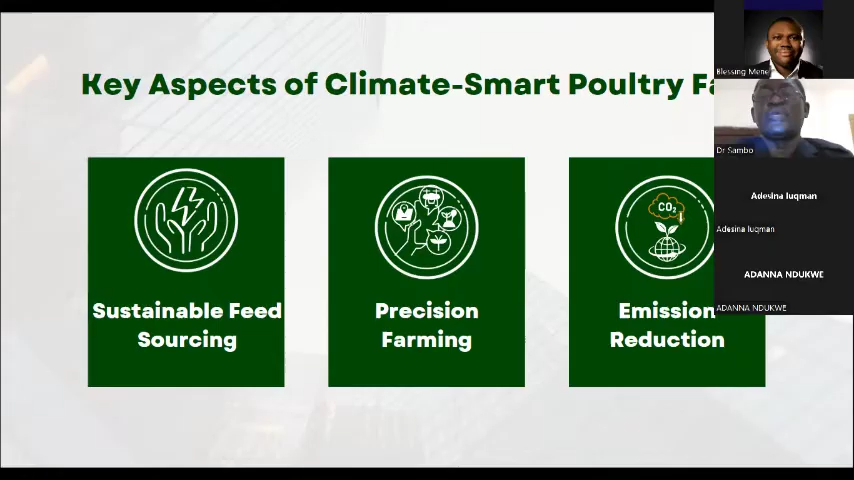 Key Aspects of Climate-Smart Poultry Fa
Sustainable Feed
Sourcing
Precision
Farming
CO₂
Emission
Reduction
Blessing Mene
Dr Sambo
Adesina luqman
Adesina luqman
ADANNA NDUKWE
ADANNA NDUKWE